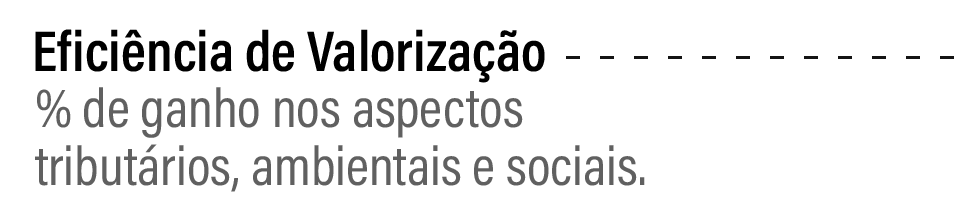 Eficiência de Valorização
% de ganho nos aspectos
tributários, ambientais e sociais.